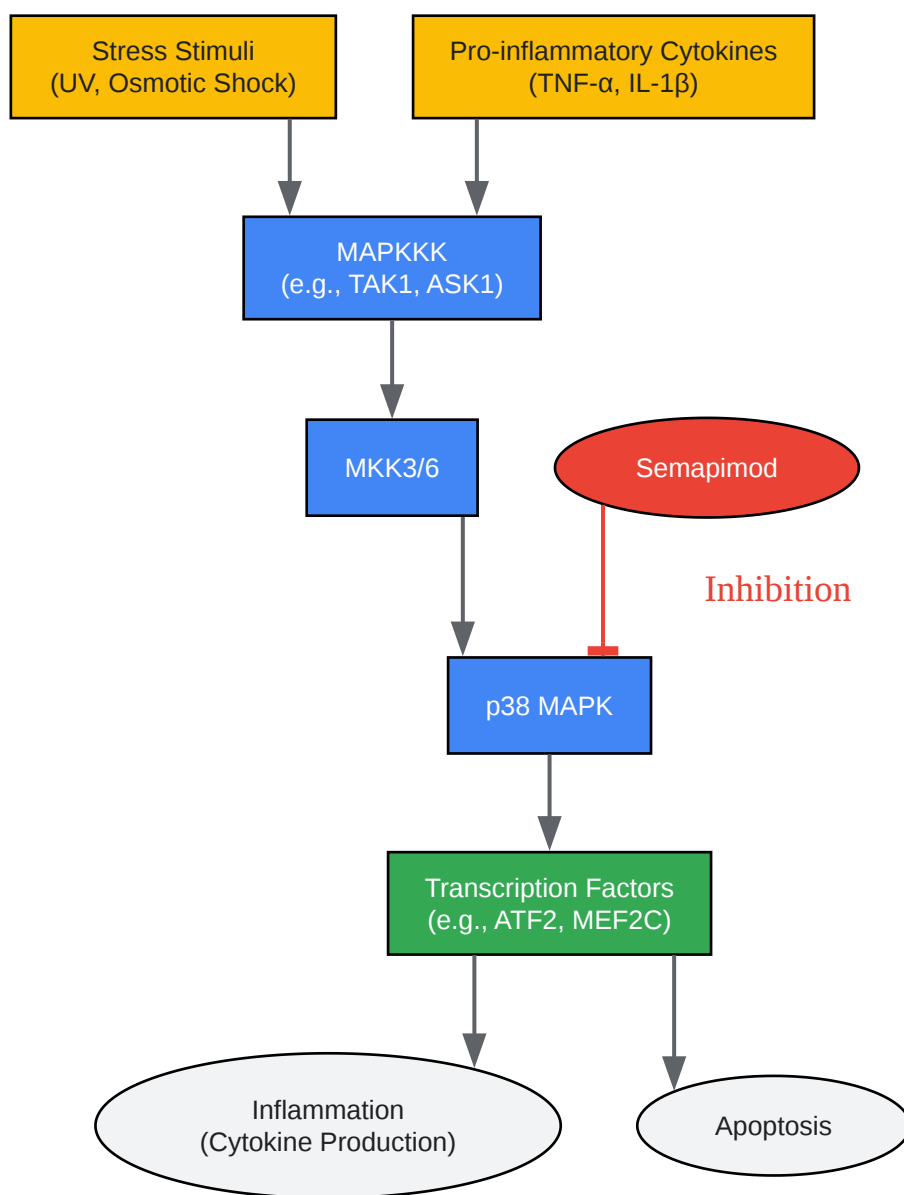 Stress Stimuli
(UV, Osmotic Shock)
Pro-inflammatory Cytokines
(TNF-α, IL-1β)
MAPKKK
(e.g., TAK1, ASK1)
MKK3/6
Semapimod
Inhibition
p38 MAPK
Transcription Factors
(e.g., ATF2, MEF2C)
Inflammation
(Cytokine Production)
Apoptosis